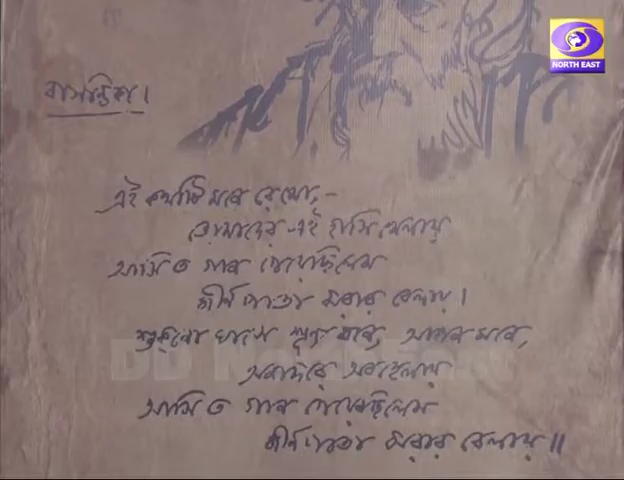 বাসন্তিকা।
এই কথাটি মনে রেখো,-
তোমাদের এই হাসি খেলায়
আমি ত গান গেয়েছিলেম
জীর্ণ পাতা ঝরার বেলায়।
শুকনো ঘাসে শূন্য বনে, আপন মনে,
অনাদরে অবহেলায়
আমি ত গান গেয়েছিলেম
জীর্ণ পাতা ঝরার বেলায়॥
NORTH EAST